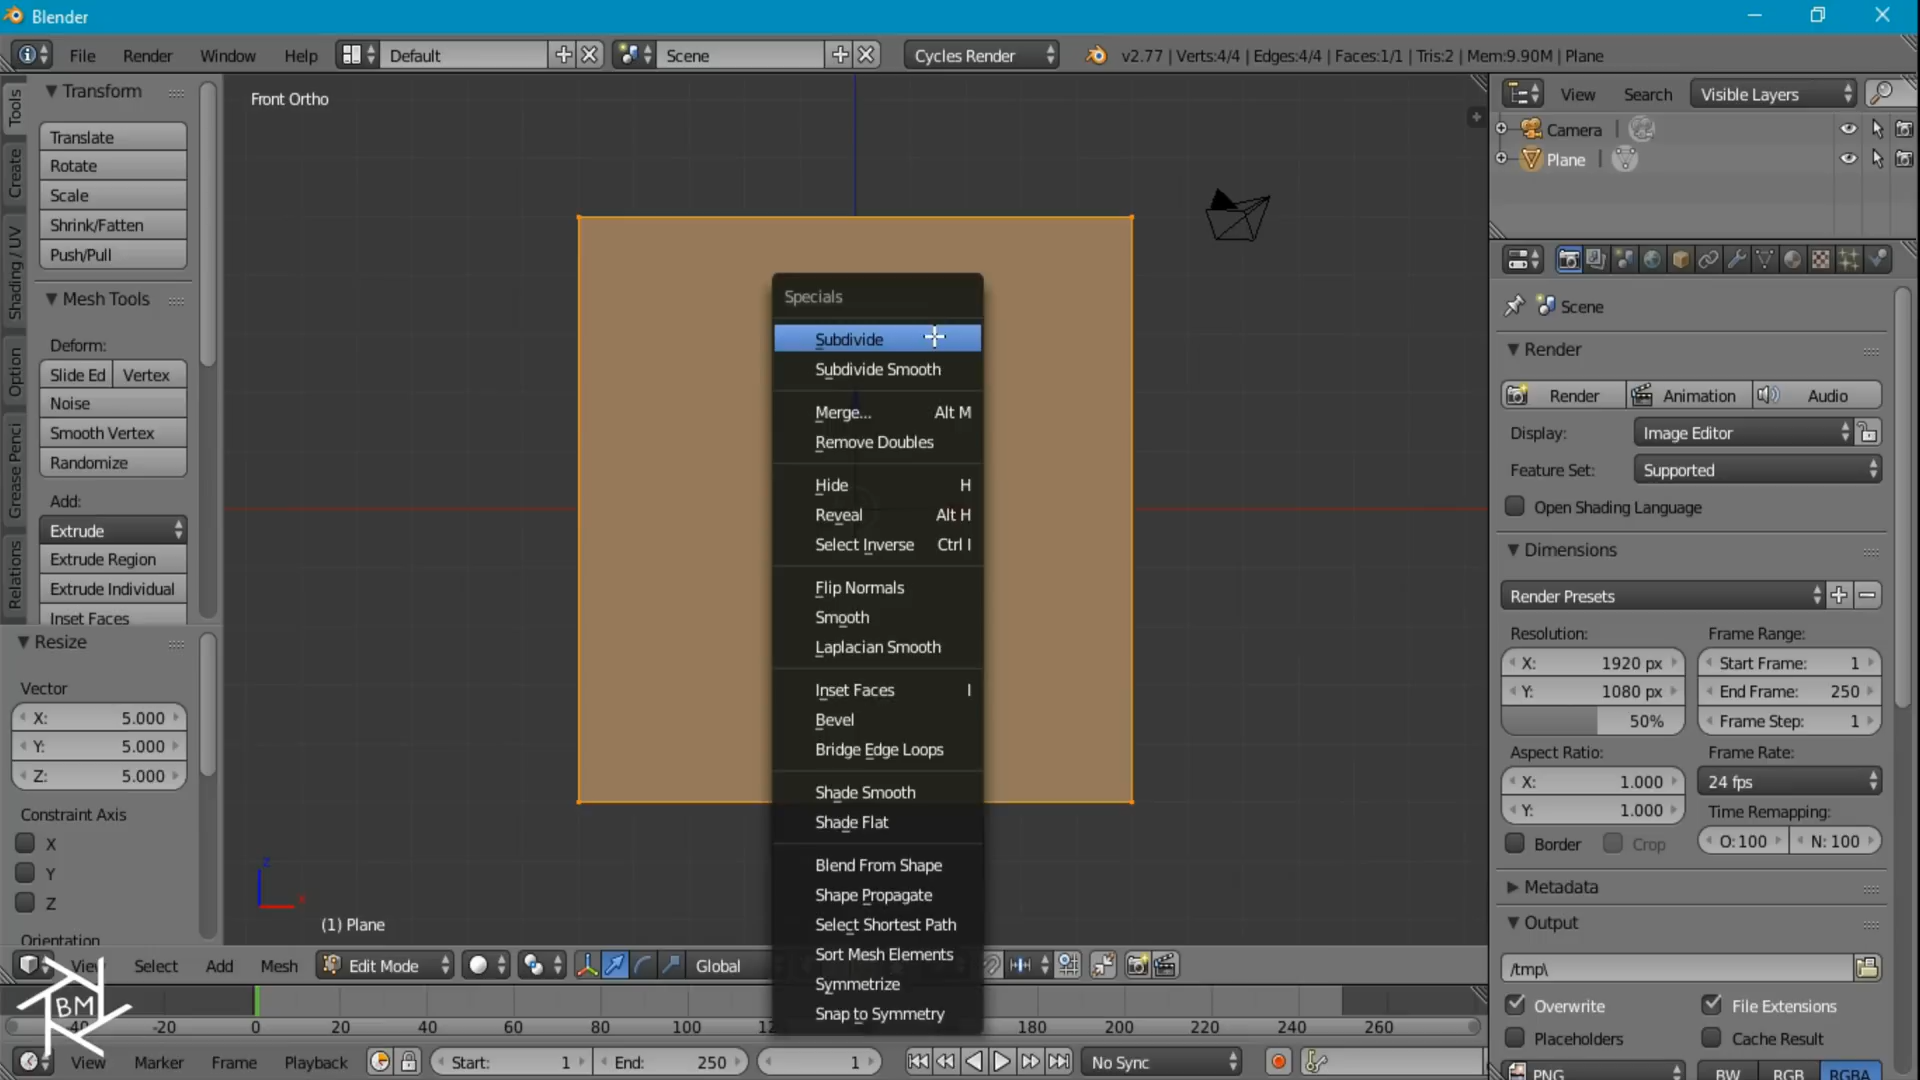 Blender
File Render Window Help Default Scene Cycles Render v2.77 | Verts:4/4 | Edges:4/4 | Faces:1/1 | Tris:2 | Mem:9.90M | Plane
Tools
Create
Shading / UV
Option
Grease Penci
Relations
Transform
Translate
Rotate
Scale
Shrink/Fatten
Push/Pull
Mesh Tools
Deform:
Slide Ed Vertex
Noise
Smooth Vertex
Randomize
Add:
Extrude
Extrude Region
Extrude Individual
Inset Faces
Resize
Vector
X: 5.000
Y: 5.000
Z: 5.000
Constraint Axis
X
Y
Z
Orientation
Front Ortho
Specials
Subdivide
Subdivide Smooth
Merge... Alt M
Remove Doubles
Hide H
Reveal Alt H
Select Inverse Ctrl I
Flip Normals
Smooth
Laplacian Smooth
Inset Faces I
Bevel
Bridge Edge Loops
Shade Smooth
Shade Flat
Blend From Shape
Shape Propagate
Select Shortest Path
Sort Mesh Elements
Symmetrize
Snap to Symmetry
z
x
(1) Plane
View Select Add Mesh Edit Mode Global
BM
-40 -20 0 20 40 60 80 100 180 200 220 240 260
View Marker Frame Playback Start: 1 End: 250 1 No Sync
View Search Visible Layers
Camera
Plane
Scene
Render
Render Animation Audio
Display: Image Editor
Feature Set: Supported
Open Shading Language
Dimensions
Render Presets
Resolution: Frame Range:
X: 1920 px Start Frame: 1
Y: 1080 px End Frame: 250
50% Frame Step: 1
Aspect Ratio: Frame Rate:
X: 1.000 24 fps
Y: 1.000 Time Remapping:
Border Crop O: 100 N: 100
Metadata
Output
/tmp\
Overwrite File Extensions
Placeholders Cache Result
PNG BW RGB RGBA